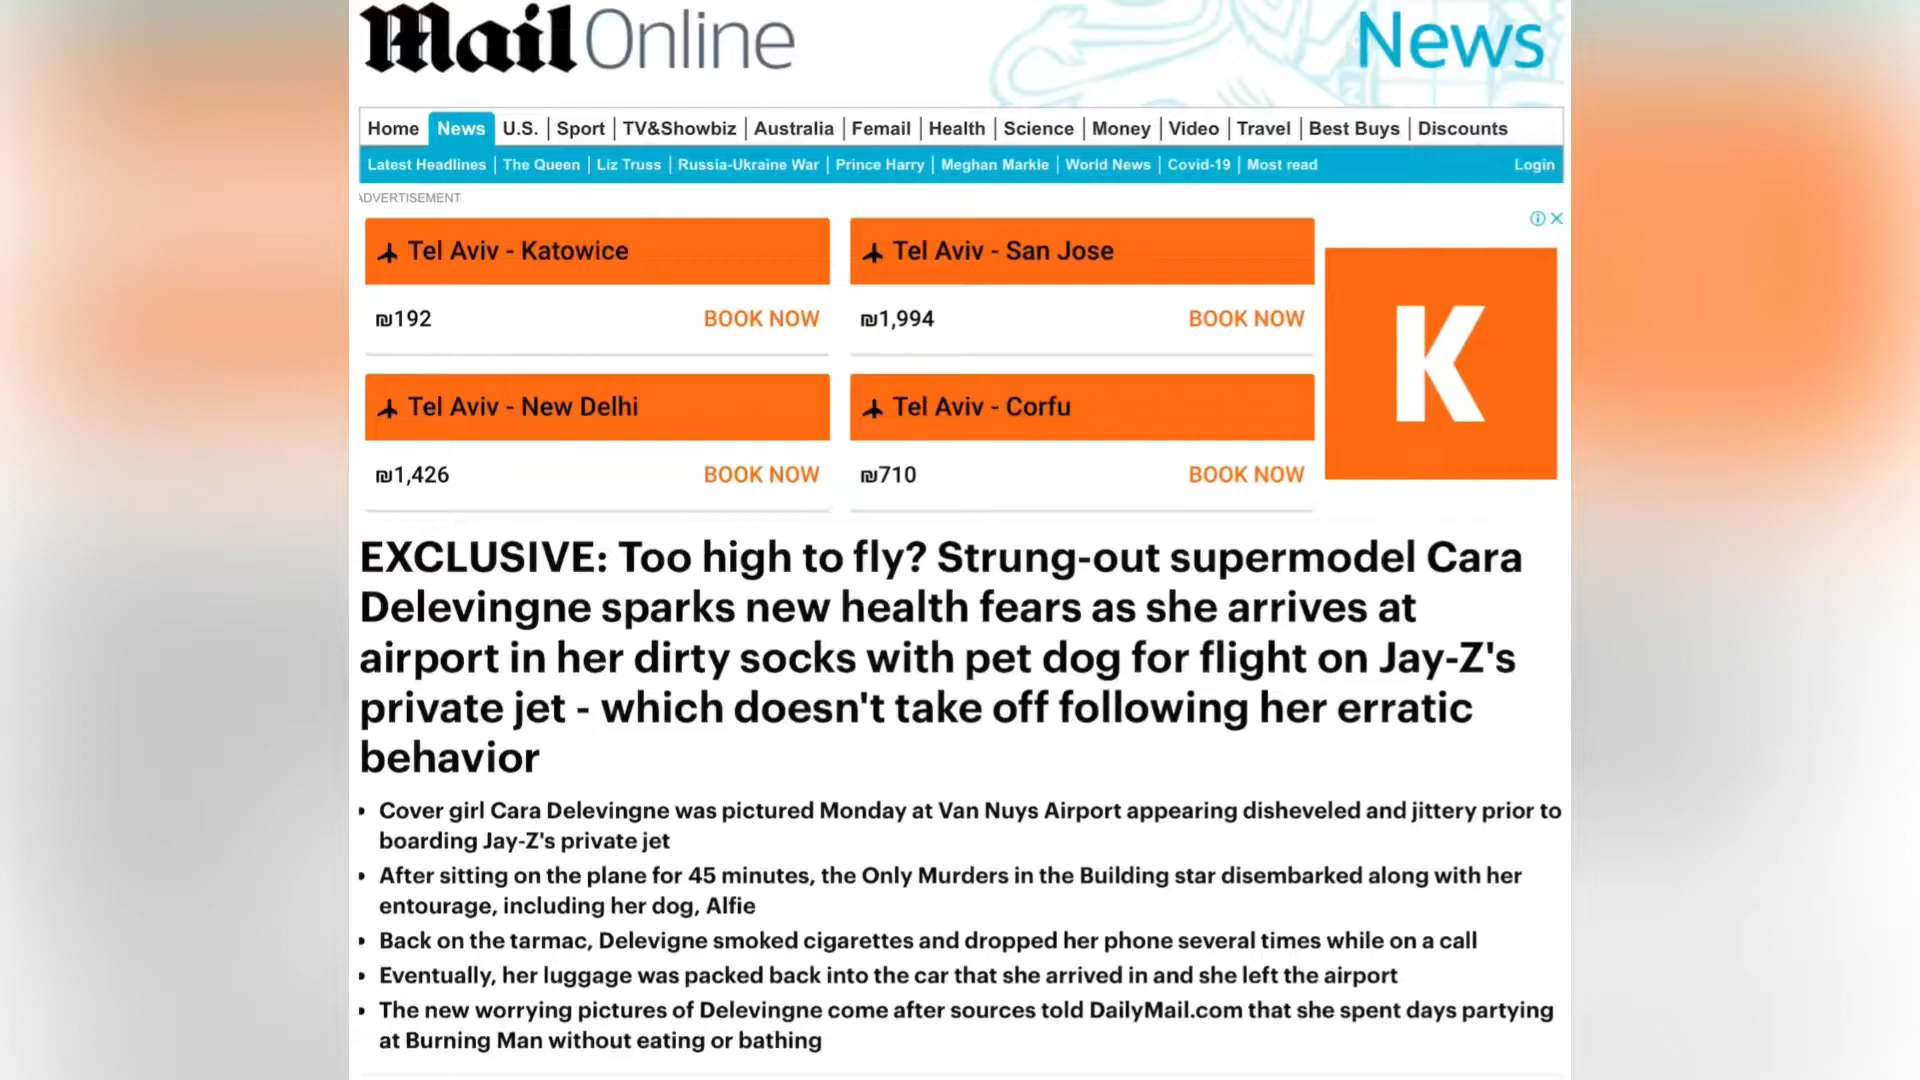 Mail Online
News
Home News U.S. Sport TV&Showbiz Australia Femail Health Science Money Video Travel Best Buys Discounts
Latest Headlines The Queen Liz Truss Russia-Ukraine War Prince Harry Meghan Markle World News Covid-19 Most read Login
ADVERTISEMENT
Tel Aviv - Katowice
₪192 BOOK NOW
Tel Aviv - San Jose
₪1,994 BOOK NOW
Tel Aviv - New Delhi
₪1,426 BOOK NOW
Tel Aviv - Corfu
₪710 BOOK NOW
K
EXCLUSIVE: Too high to fly? Strung-out supermodel Cara
Delevingne sparks new health fears as she arrives at
airport in her dirty socks with pet dog for flight on Jay-Z's
private jet - which doesn't take off following her erratic
behavior
• Cover girl Cara Delevingne was pictured Monday at Van Nuys Airport appearing disheveled and jittery prior to
boarding Jay-Z's private jet
• After sitting on the plane for 45 minutes, the Only Murders in the Building star disembarked along with her
entourage, including her dog, Alfie
• Back on the tarmac, Delevigne smoked cigarettes and dropped her phone several times while on a call
• Eventually, her luggage was packed back into the car that she arrived in and she left the airport
• The new worrying pictures of Delevingne come after sources told DailyMail.com that she spent days partying
at Burning Man without eating or bathing